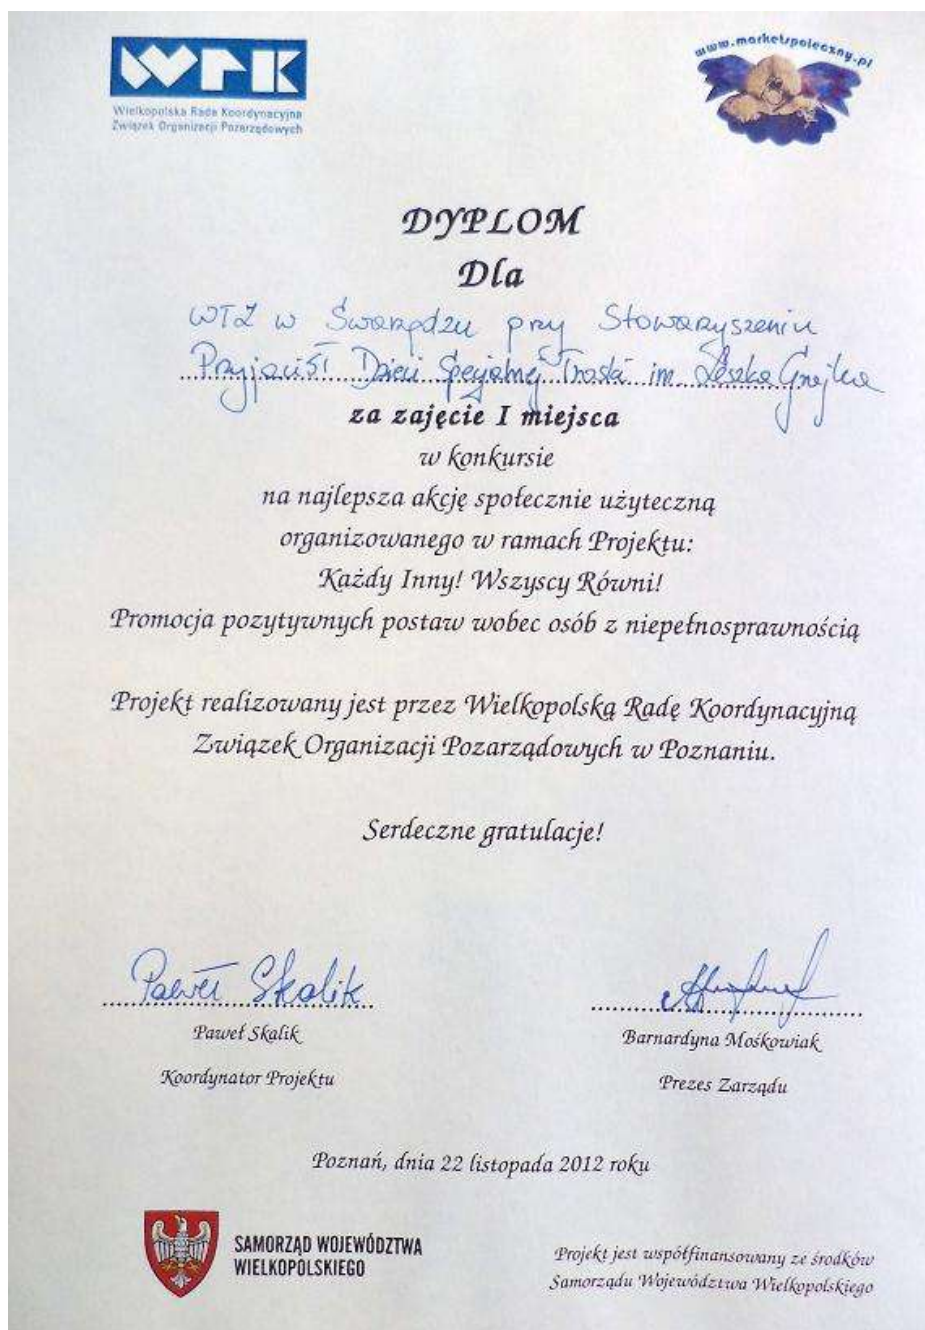 WRK
Wielkopolska Rada Koordynacyjna
Związek Organizacji Pozarządowych
www.marketspoleczny.pl
DYPLOM
Dla
WTZ w Swarzędzu przy Stowarzyszeniu
Przyjaciół Dzieci Specjalnej Troski im. Leszka Grajka
za zajęcie I miejsca
w konkursie
na najlepsza akcję społecznie użyteczną
organizowanego w ramach Projektu:
Każdy Inny! Wszyscy Równi!
Promocja pozytywnych postaw wobec osób z niepełnosprawnością
Projekt realizowany jest przez Wielkopolską Radę Koordynacyjną
Związek Organizacji Pozarządowych w Poznaniu.
Serdeczne gratulacje!
Paweł Skalik
Paweł Skalik
Barnardyna Mośkowiak
Koordynator Projektu
Prezes Zarządu
Poznań, dnia 22 listopada 2012 roku
SAMORZĄD WOJEWÓDZTWA
WIELKOPOLSKIEGO
Projekt jest współfinansowany ze środków
Samorządu Województwa Wielkopolskiego